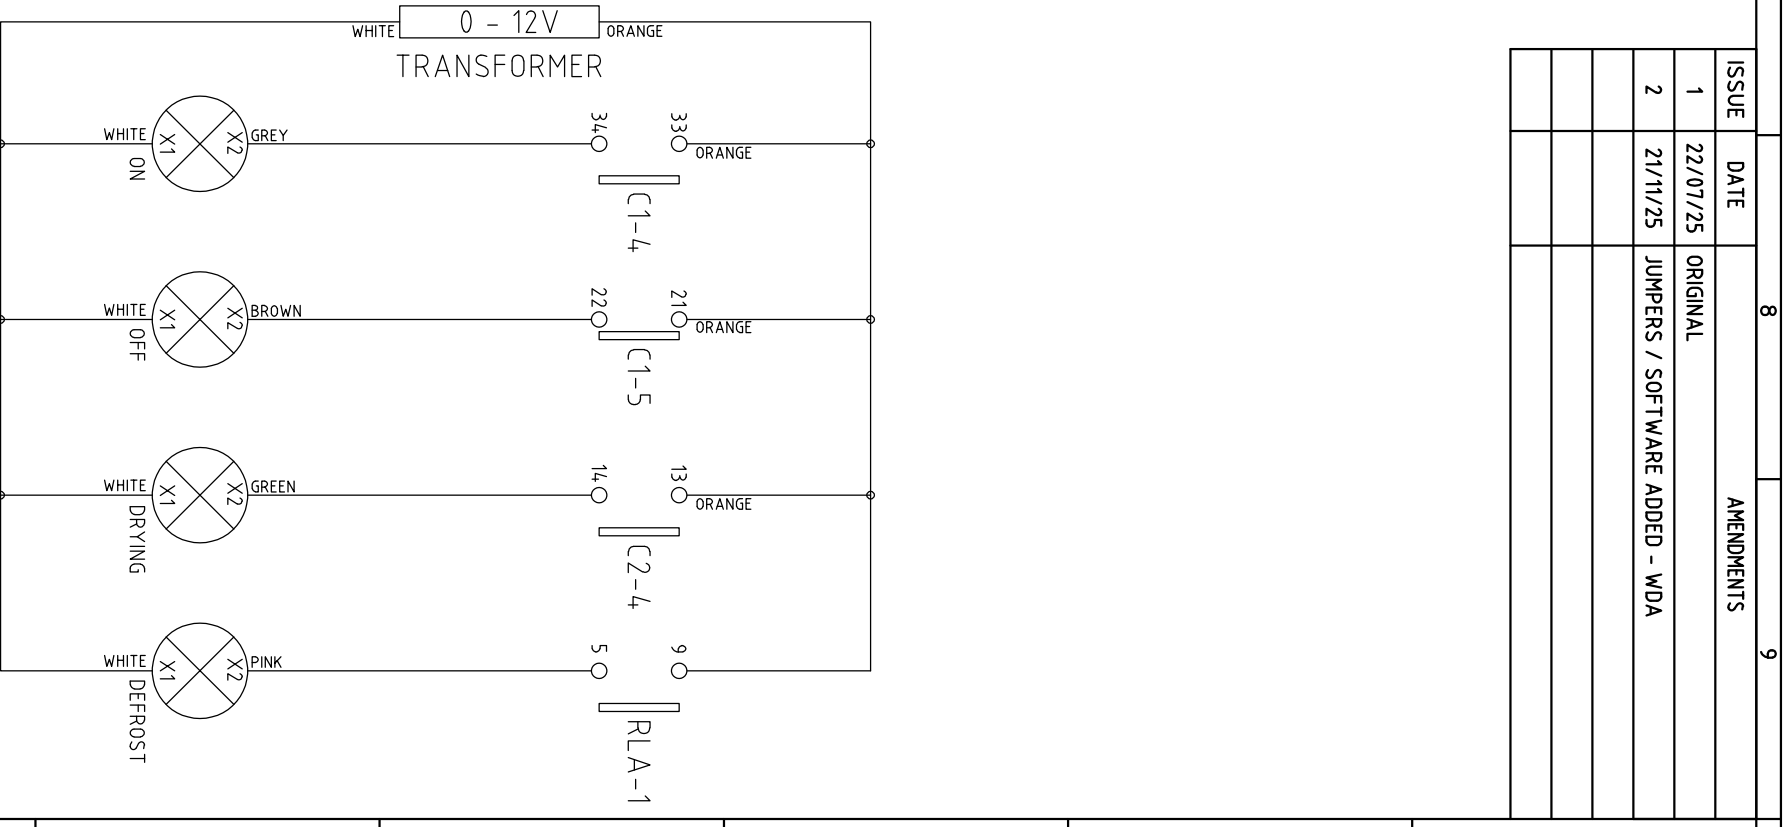 0 - 12V
WHITE
ORANGE
TRANSFORMER
WHITE
X1
X2
GREY
ON
34
33
ORANGE
C1-4
WHITE
X1
X2
BROWN
OFF
22
21
ORANGE
C1-5
WHITE
X1
X2
GREEN
DRYING
14
13
ORANGE
C2-4
WHITE
X1
X2
PINK
DEFROST
5
9
RLA-1
ISSUE DATE AMENDMENTS
1 22/07/25 ORIGINAL
2 21/11/25 JUMPERS / SOFTWARE ADDED - WDA
8
9